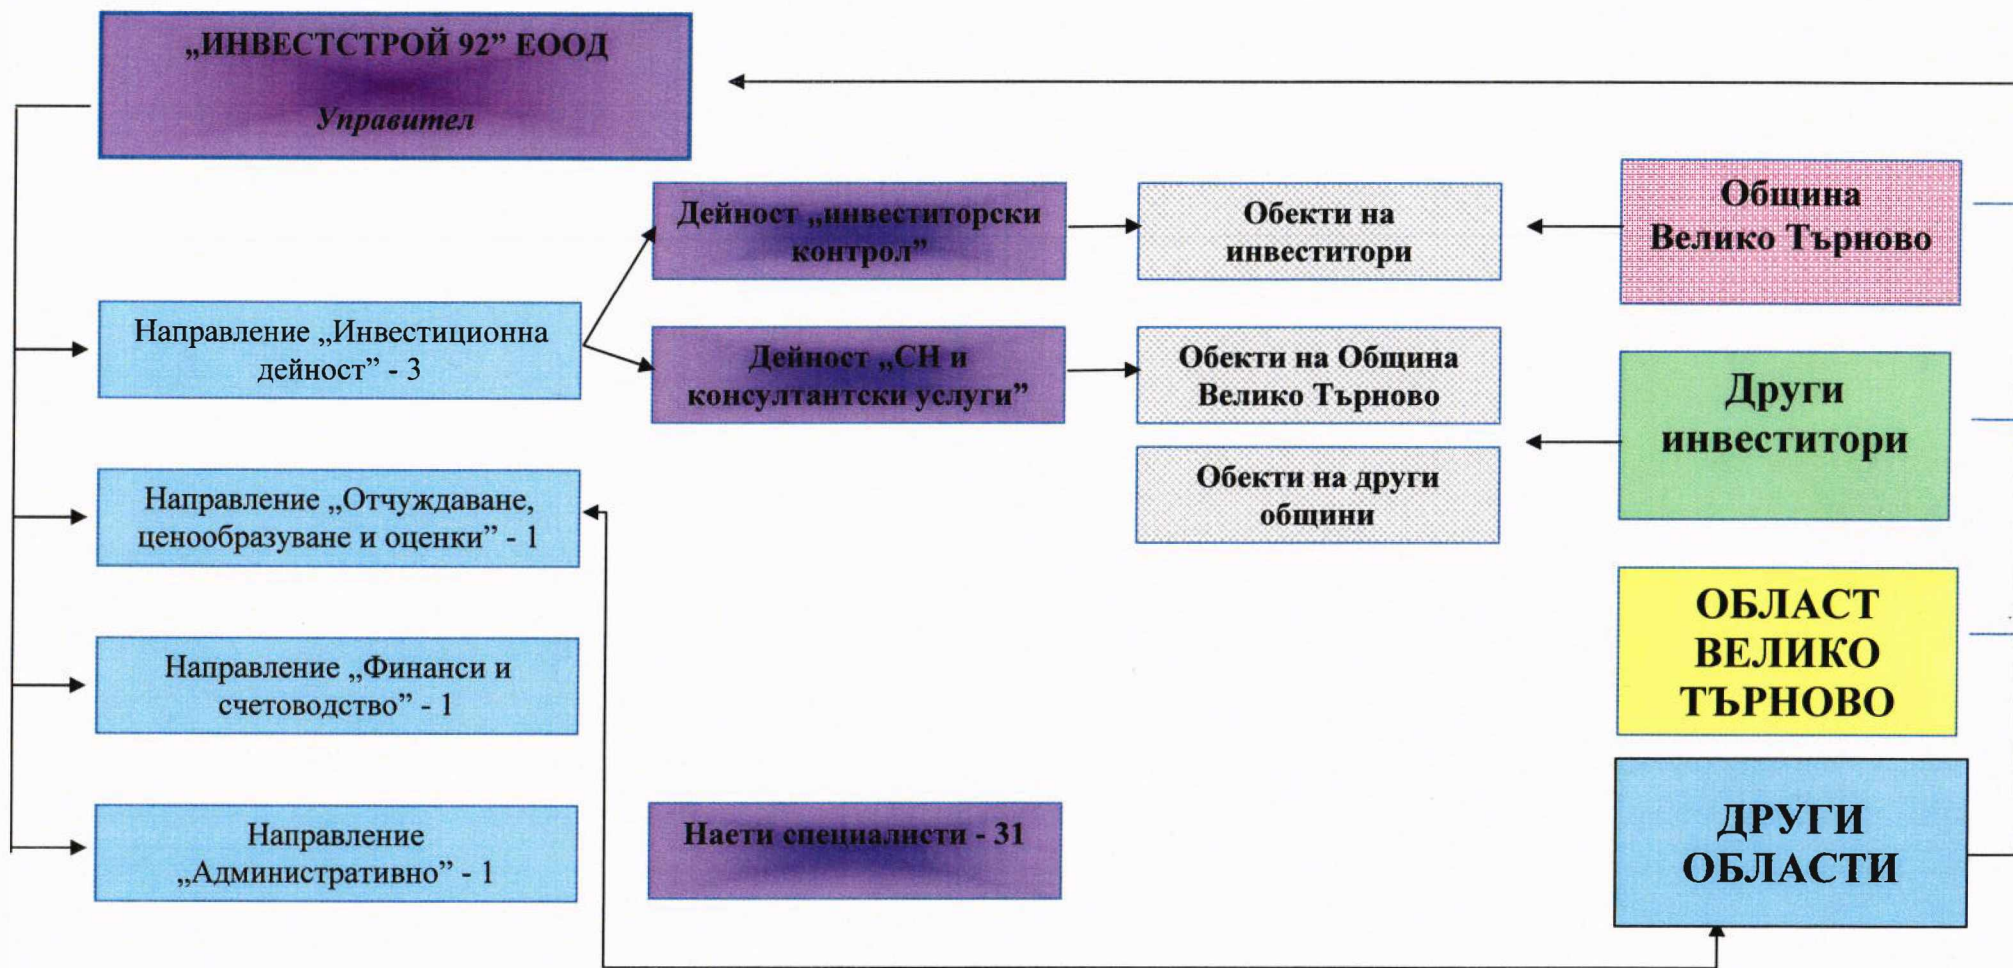 „ИНВЕСТСТРОЙ 92” ЕООД
Управител
Дейност „инвеститорски
контрол”
Обекти на
инвеститори
Община
Велико Търново
Направление „Инвестиционна
дейност” - 3
Дейност „СН и
консултантски услуги”
Обекти на Община
Велико Търново
Други
инвеститори
Направление „Отчуждаване,
ценообразуване и оценки” - 1
Обекти на други
общини
ОБЛАСТ
ВЕЛИКО
ТЪРНОВО
Направление „Финанси и
счетоводство” - 1
Направление
„Административно” - 1
Наети специалисти - 31
ДРУГИ
ОБЛАСТИ